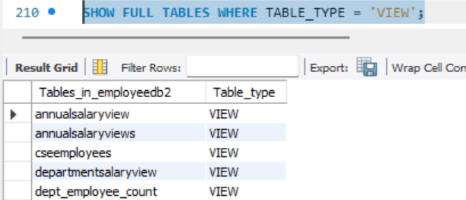 210 SHOW FULL TABLES WHERE TABLE_TYPE = 'VIEW';
Result Grid Filter Rows: Export: Wrap Cell Con
Tables_in_employeedb2 Table_type
annualsalaryview VIEW
annualsalaryviews VIEW
cseemployees VIEW
departmentsalaryview VIEW
dept_employee_count VIEW